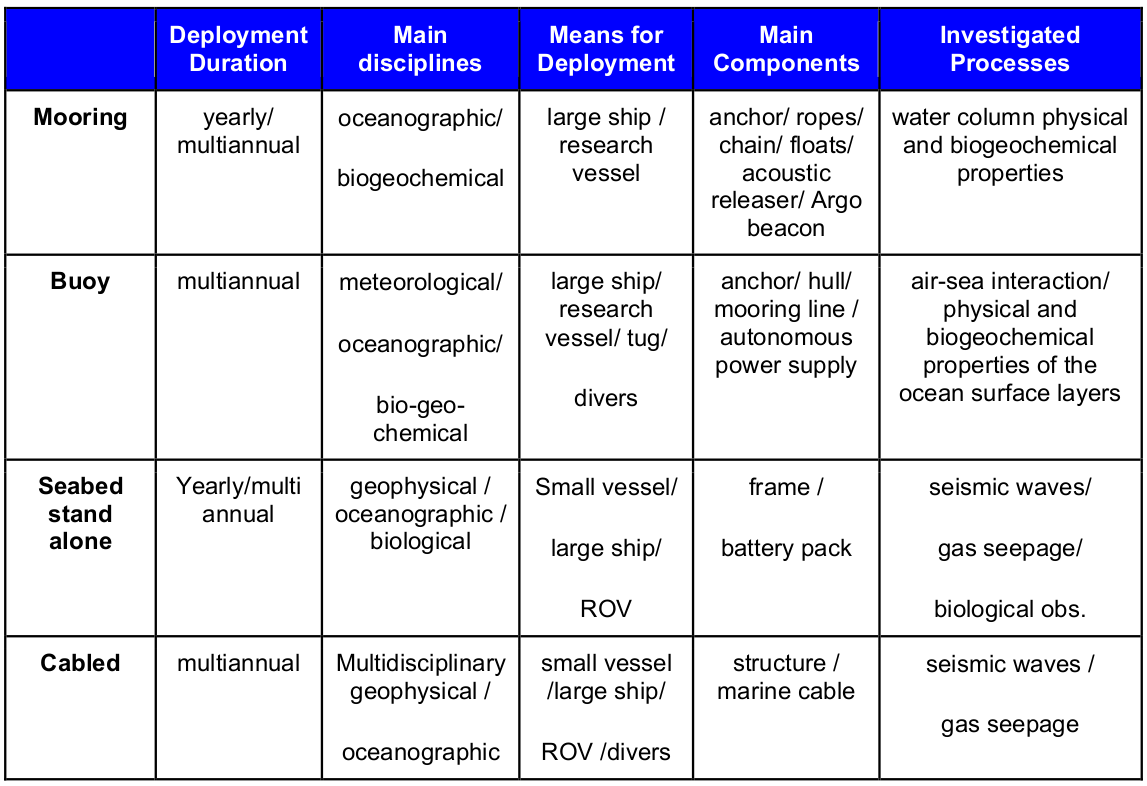 Deployment Duration
Main disciplines
Means for Deployment
Main Components
Investigated Processes
Mooring
yearly/
multiannual
oceanographic/
biogeochemical
large ship /
research
vessel
anchor/ ropes/
chain/ floats/
acoustic
releaser/ Argo
beacon
water column physical
and biogeochemical
properties
Buoy
multiannual
meteorological/
oceanographic/
bio-geo-
chemical
large ship/
research
vessel/ tug/
divers
anchor/ hull/
mooring line /
autonomous
power supply
air-sea interaction/
physical and
biogeochemical
properties of the
ocean surface layers
Seabed
stand
alone
Yearly/multi
annual
geophysical /
oceanographic /
biological
Small vessel/
large ship/
ROV
frame /
battery pack
seismic waves/
gas seepage/
biological obs.
Cabled
multiannual
Multidisciplinary
geophysical /
oceanographic
small vessel
/large ship/
ROV /divers
structure /
marine cable
seismic waves /
gas seepage